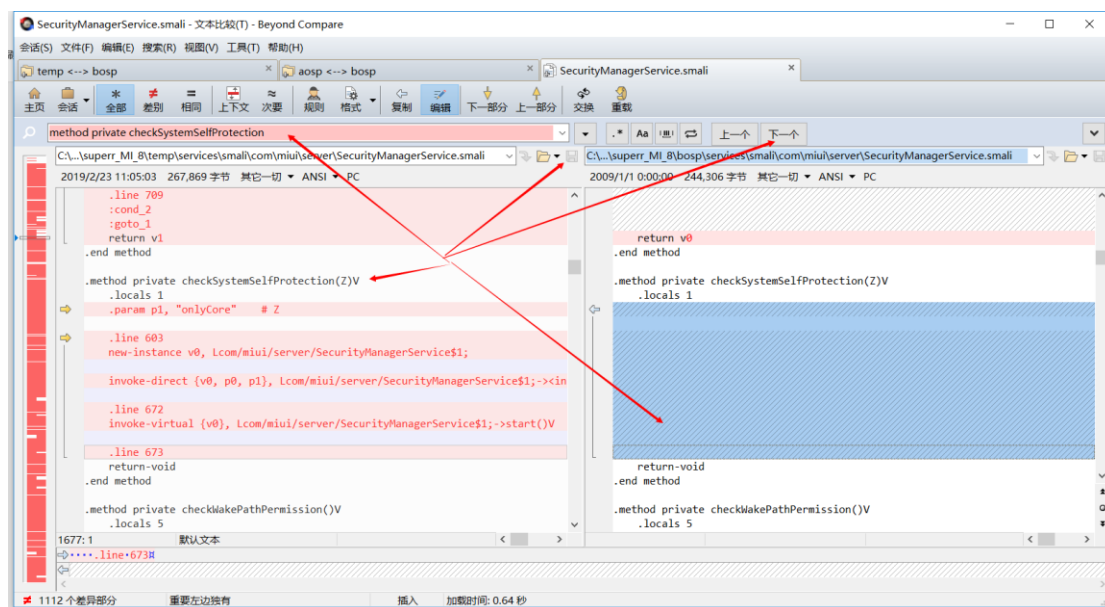 SecurityManagerService.smali - 文本比较(T) - Beyond Compare
会话(S) 文件(F) 编辑(E) 搜索(R) 视图(V) 工具(T) 帮助(H)
temp <--> bosp × aosp <--> bosp × SecurityManagerService.smali ×
主页 会话 全部 差别 相同 上下文 次要 规则 格式 复制 编辑 下一部分 上一部分 交换 重载
method private checkSystemSelfProtection .* Aa 上一个 下一个
C:\...\superr_MI_8\temp\services\smali\com\miui\server\SecurityManagerService.smali C:\...\superr_MI_8\bosp\services\smali\com\miui\server\SecurityManagerService.smali
2019/2/23 11:05:03 267,869 字节 其它一切 ▼ ANSI ▼ PC 2009/1/1 0:00:00 244,306 字节 其它一切 ▼ ANSI ▼ PC
.line 709
:cond_2
:goto_1
return v1 return v0
.end method .end method
.method private checkSystemSelfProtection(Z)V .method private checkSystemSelfProtection(Z)V
.locals 1 .locals 1
.param p1, "onlyCore" # Z
.line 603
new-instance v0, Lcom/miui/server/SecurityManagerService$1;
invoke-direct {v0, p0, p1}, Lcom/miui/server/SecurityManagerService$1;-><in
.line 672
invoke-virtual {v0}, Lcom/miui/server/SecurityManagerService$1;->start()V
.line 673
return-void return-void
.end method .end method
.method private checkWakePathPermission()V .method private checkWakePathPermission()V
.locals 5 .locals 5
1677: 1 默认文本
····.line·673¤
1112 个差异部分 重要左边独有 插入 加载时间: 0.64 秒